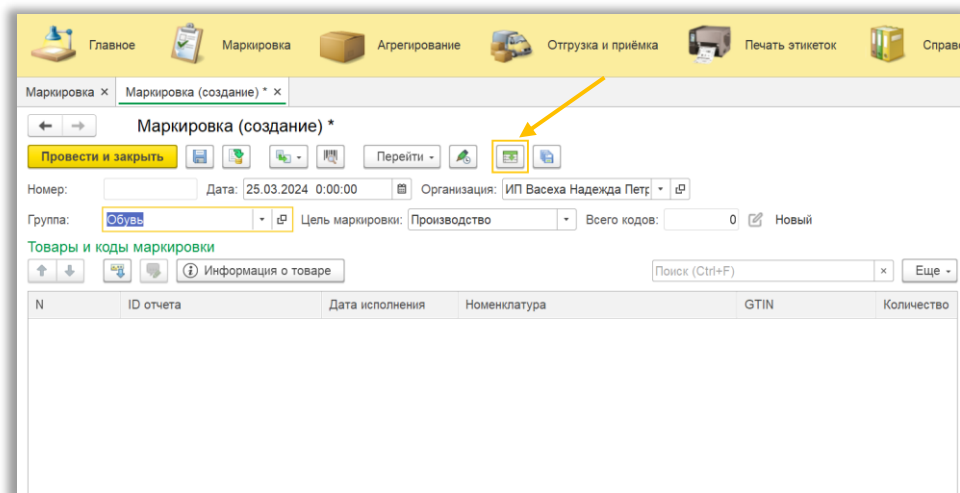 Главное Маркировка Агрегирование Отгрузка и приёмка Печать этикеток Справо
Маркировка × Маркировка (создание) * ×
Маркировка (создание) *
Провести и закрыть Перейти
Номер: Дата: 25.03.2024 0:00:00 Организация: ИП Васеха Надежда Петр
Группа: Обувь Цель маркировки: Производство Всего кодов: 0 Новый
Товары и коды маркировки
Информация о товаре Поиск (Ctrl+F) × Еще
N ID отчета Дата исполнения Номенклатура GTIN Количество